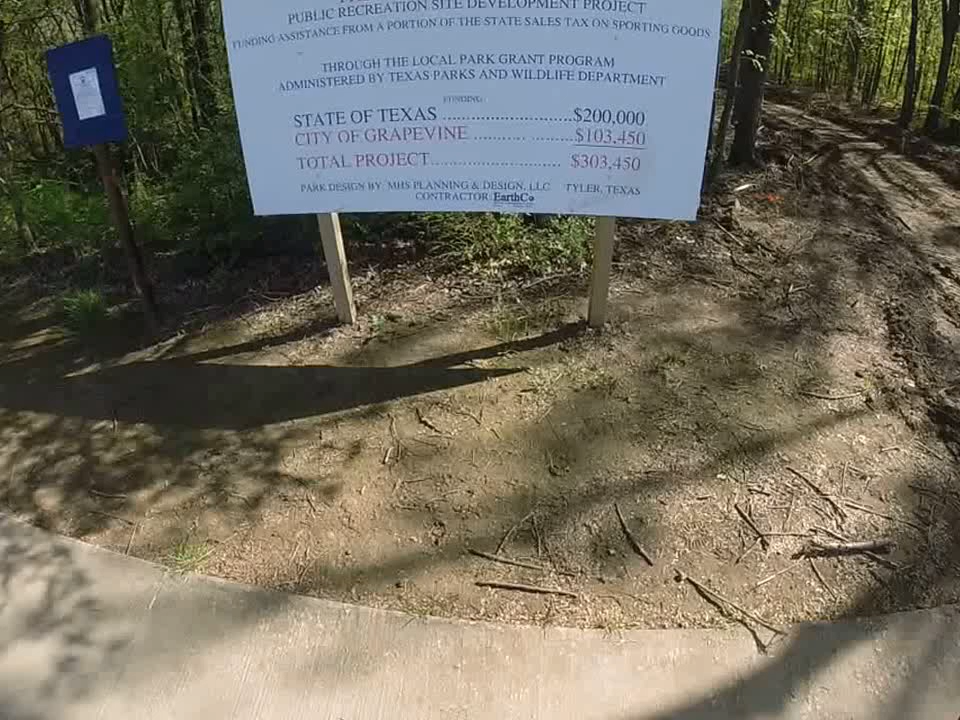 PUBLIC RECREATION SITE DEVELOPMENT PROJECT
FUNDING ASSISTANCE FROM A PORTION OF THE STATE SALES TAX ON SPORTING GOODS
THROUGH THE LOCAL PARK GRANT PROGRAM
ADMINISTERED BY TEXAS PARKS AND WILDLIFE DEPARTMENT
FUNDING:
STATE OF TEXAS..........................$200,000
CITY OF GRAPEVINE......................$103,450
TOTAL PROJECT............................$303,450
PARK DESIGN BY: MHS PLANNING & DESIGN, LLC TYLER, TEXAS
CONTRACTOR: EarthCo